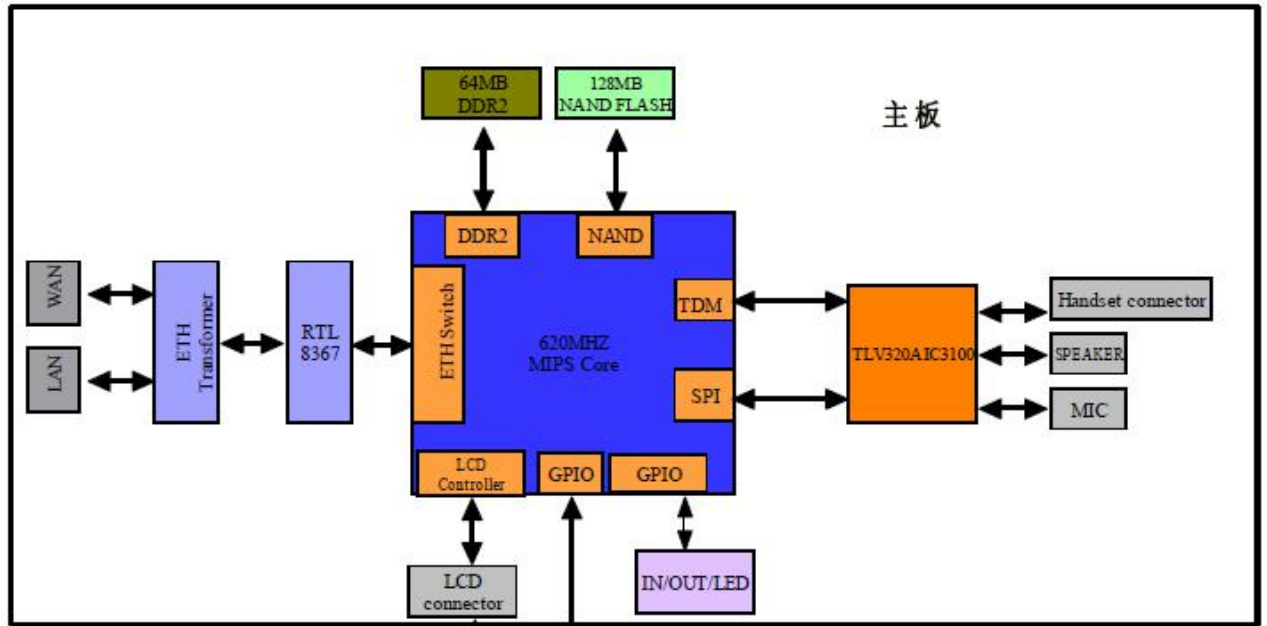 64MB
DDR2
128MB
NAND FLASH
主板
DDR2
NAND
WAN
LAN
ETH
Transformer
RTL
8367
ETH Switch
620MHZ
MIPS Core
TDM
SPI
TLV320AIC3100
Handset connector
SPEAKER
MIC
LCD
Controller
GPIO
GPIO
LCD
connector
IN/OUT/LED